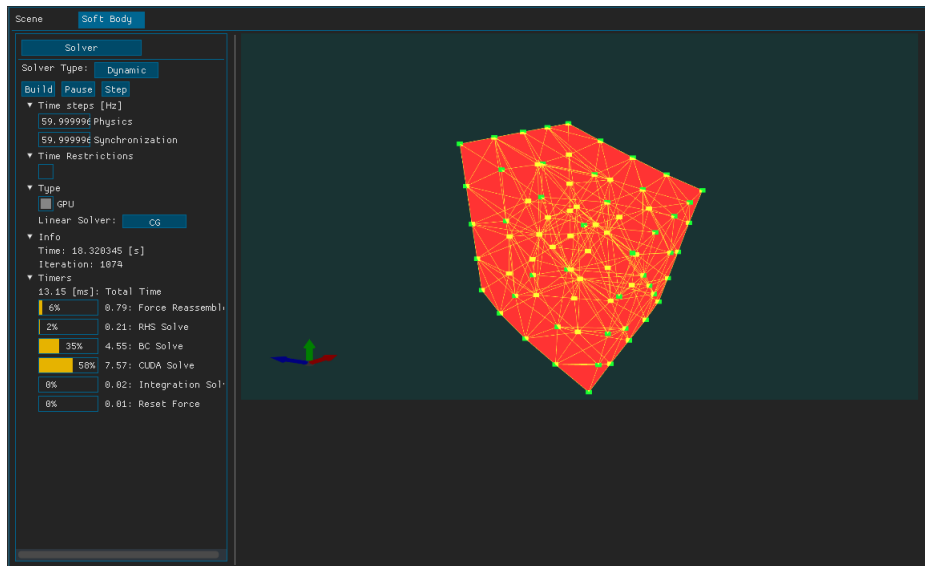 Scene Soft Body
Solver
Solver Type: Dynamic
Build Pause Step
▼ Time steps [Hz]
59.999996 Physics
59.999996 Synchronization
▼ Time Restrictions
▼ Type
GPU
Linear Solver: CG
▼ Info
Time: 18.320345 [s]
Iteration: 1074
▼ Timers
13.15 [ms]: Total Time
6% 0.79: Force Reassembl
2% 0.21: RHS Solve
35% 4.55: BC Solve
58% 7.57: CUDA Solve
0% 0.02: Integration Sol
0% 0.01: Reset Force